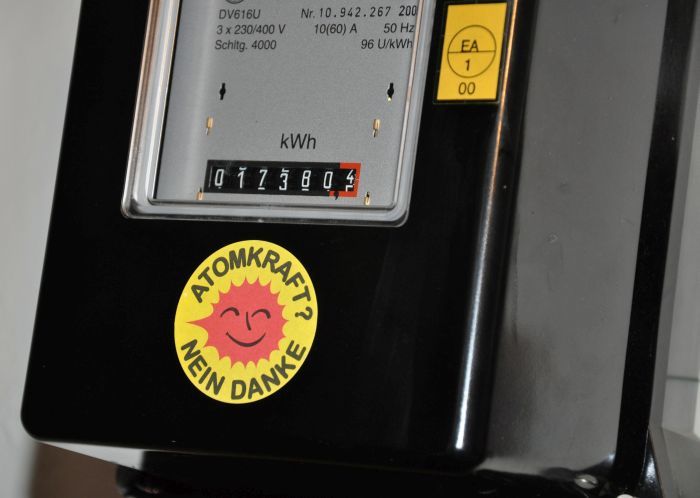 DV616U Nr. 10.942.267 200
3 x 230/400 V 10(60) A 50 Hz
Schltg. 4000 96 U/kWh
EA
1
00
kWh
0173804
ATOMKRAFT?
NEIN DANKE